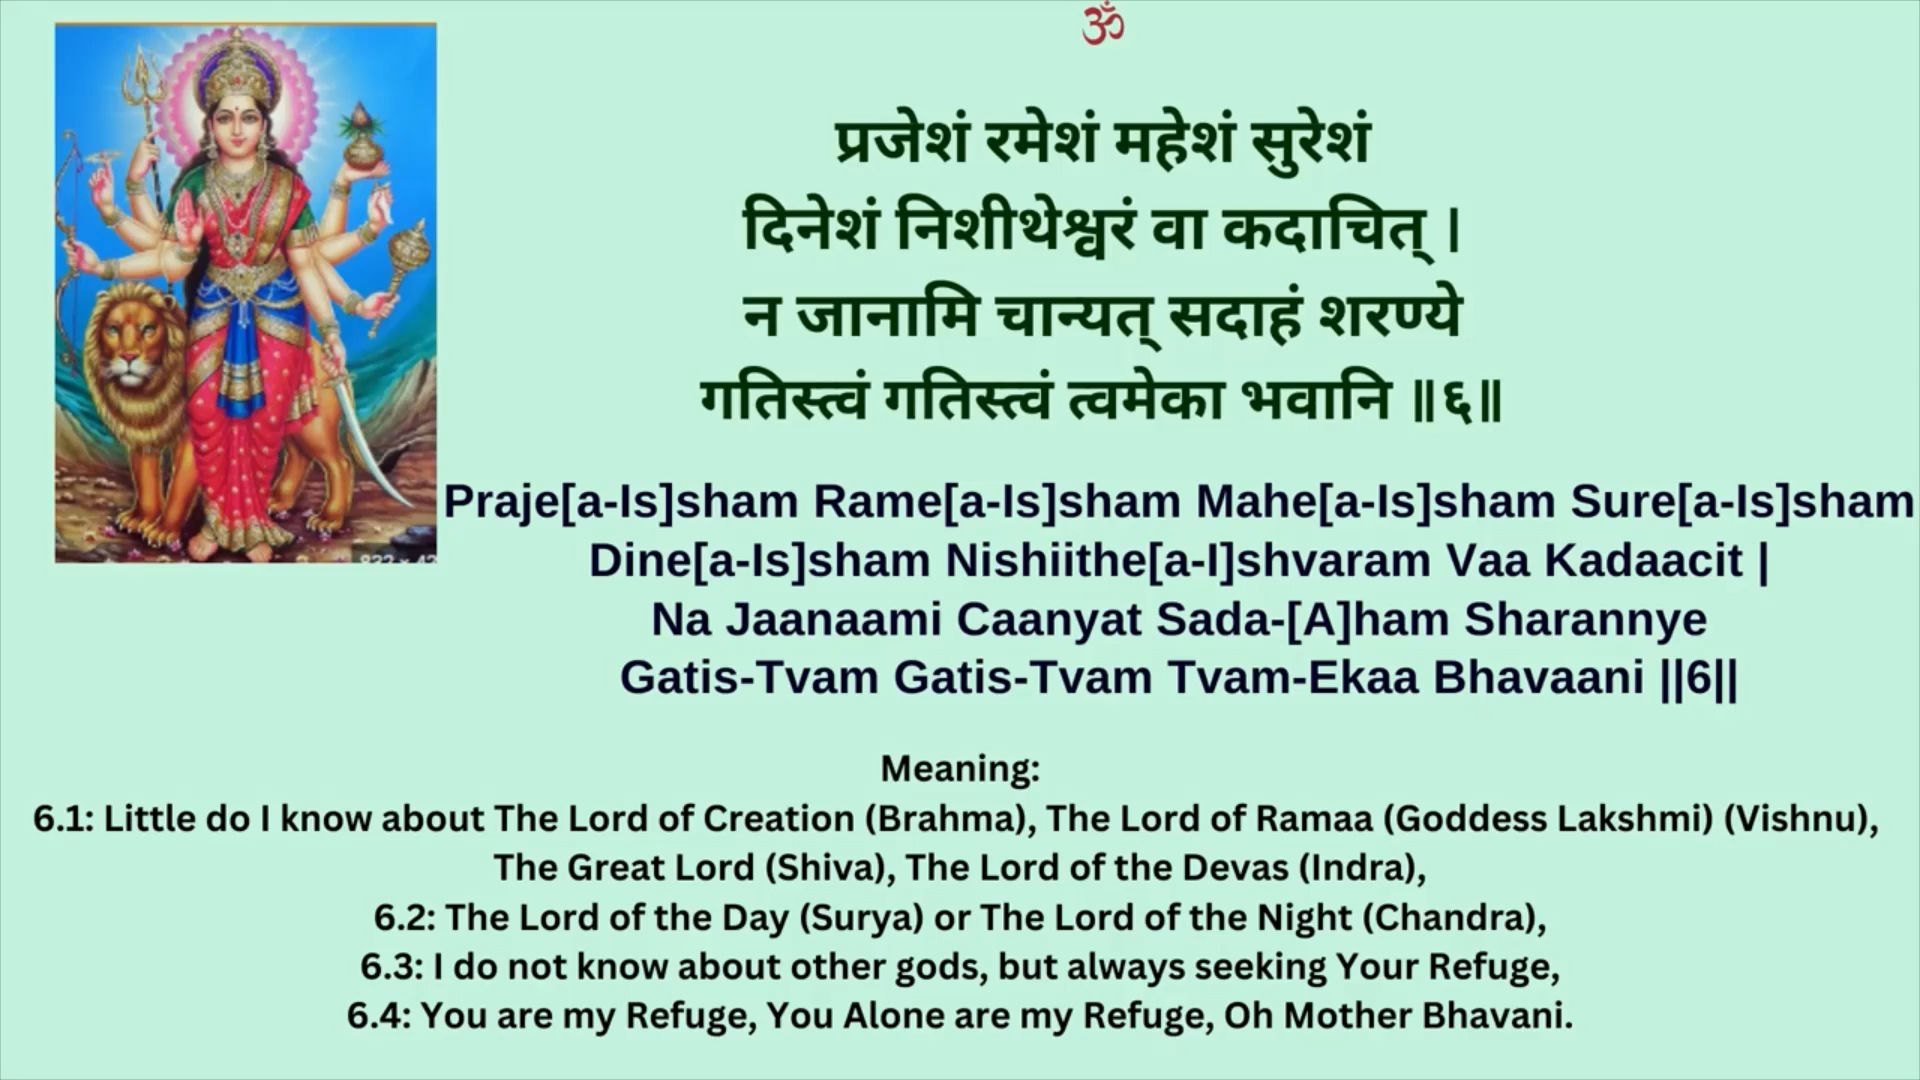 ॐ
प्रजेशं रमेशं महेशं सुरेशं
दिनेशं निशीथेश्वरं वा कदाचित् ।
न जानामि चान्यत् सदाहं शरण्ये
गतिस्त्वं गतिस्त्वं त्वमेका भवानि ॥६॥
Praje[a-Is]sham Rame[a-Is]sham Mahe[a-Is]sham Sure[a-Is]sham
Dine[a-Is]sham Nishiithe[a-I]shvaram Vaa Kadaacit |
Na Jaanaami Caanyat Sada-[A]ham Sharannye
Gatis-Tvam Gatis-Tvam Tvam-Ekaa Bhavaani ||6||
Meaning:
6.1: Little do I know about The Lord of Creation (Brahma), The Lord of Ramaa (Goddess Lakshmi) (Vishnu),
The Great Lord (Shiva), The Lord of the Devas (Indra),
6.2: The Lord of the Day (Surya) or The Lord of the Night (Chandra),
6.3: I do not know about other gods, but always seeking Your Refuge,
6.4: You are my Refuge, You Alone are my Refuge, Oh Mother Bhavani.